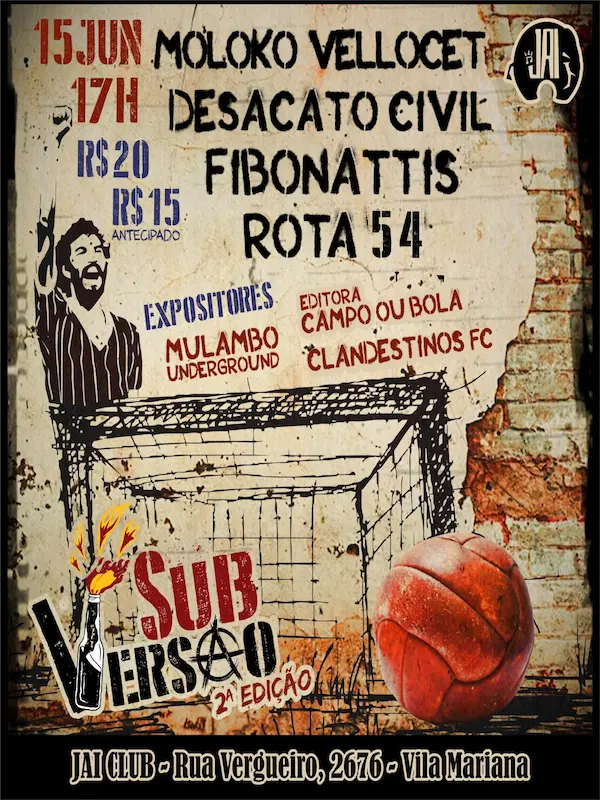 15JUN
17H
R$20
R$15
ANTECIPADO
MOLOKO VELLOCET
DESACATO CIVIL
FIBONATTIS
ROTA 54
JAI
EXPOSITORES
MULAMBO
UNDERGROUND
EDITORA
CAMPO OU BOLA
CLANDESTINOS FC
SUB
VERSÃO
2ª EDIÇÃO
JAI CLUB - Rua Vergueiro, 2676 - Vila Mariana